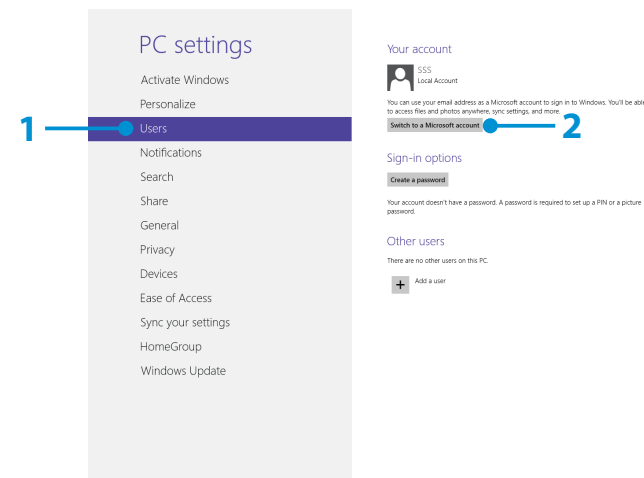 PC settings
Activate Windows
Personalize
1
Users
Notifications
Search
Share
General
Privacy
Devices
Ease of Access
Sync your settings
HomeGroup
Windows Update
Your account
SSS
Local Account
You can use your email address as a Microsoft account to sign in to Windows. You'll be able
to access files and photos anywhere, sync settings, and more.
Switch to a Microsoft account
2
Sign-in options
Create a password
Your account doesn't have a password. A password is required to set up a PIN or a picture
password.
Other users
There are no other users on this PC.
+ Add a user